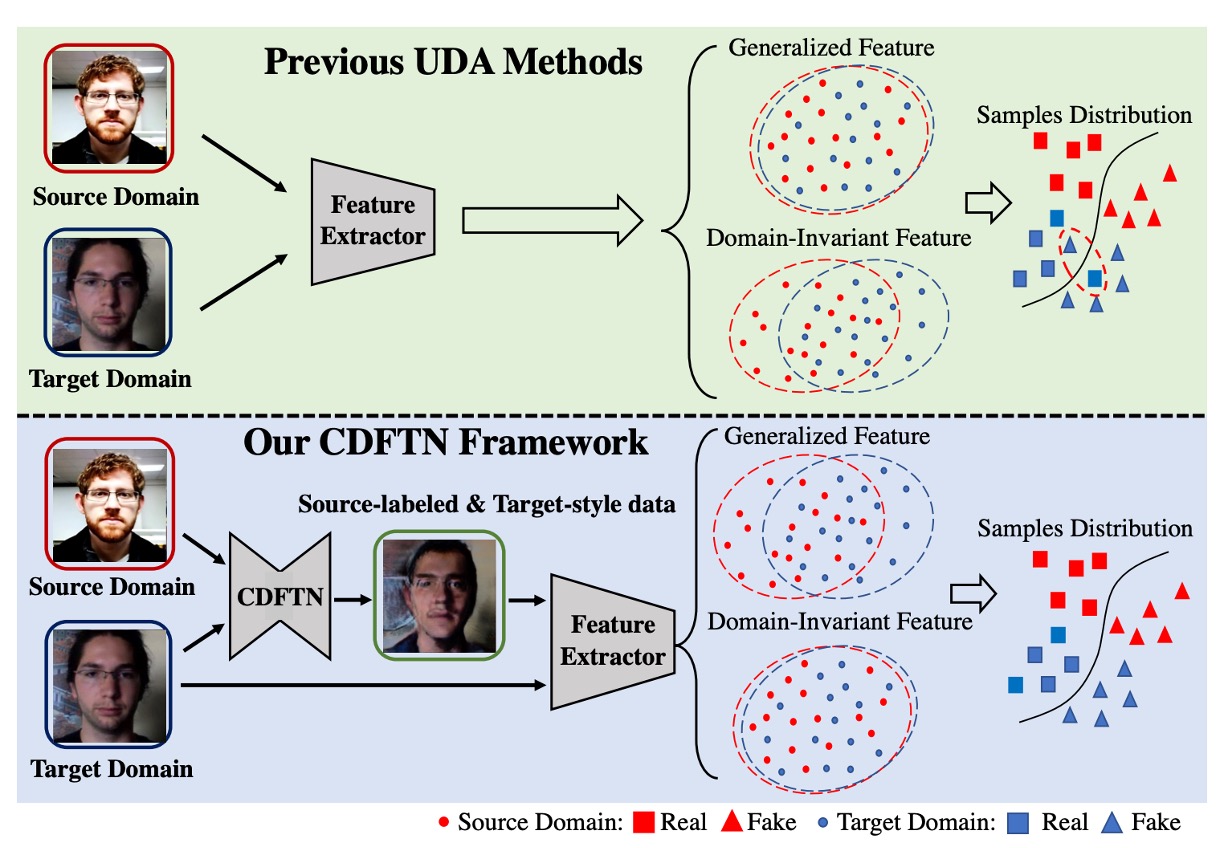 Previous UDA Methods
Source Domain
Target Domain
Feature
Extractor
Generalized Feature
Domain-Invariant Feature
Samples Distribution
Our CDFTN Framework
Source Domain
Target Domain
CDFTN
Source-labeled & Target-style data
Feature
Extractor
Generalized Feature
Domain-Invariant Feature
Samples Distribution
Source Domain: Real Fake Target Domain: Real Fake